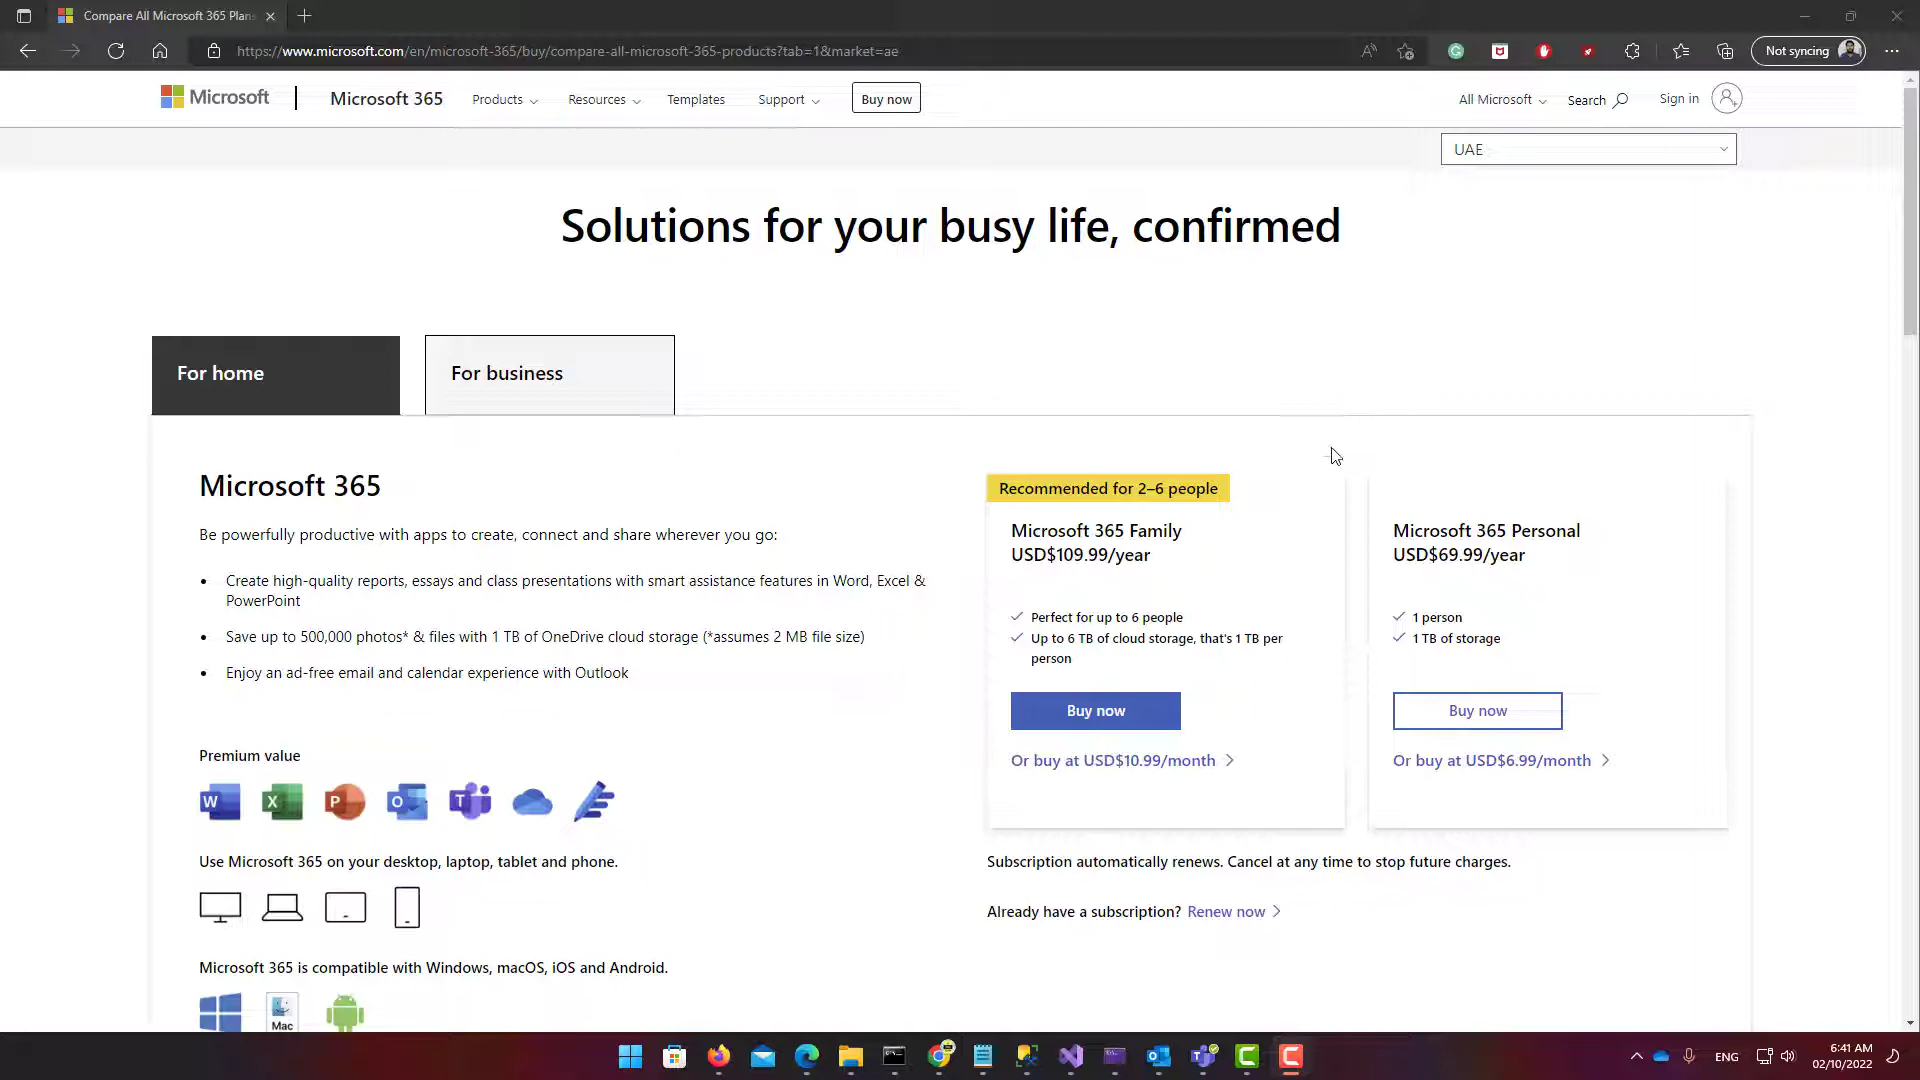 Compare All Microsoft 365 Plans
https://www.microsoft.com/en/microsoft-365/buy/compare-all-microsoft-365-products?tab=1&market=ae
Not syncing
Microsoft
Microsoft 365
Products
Resources
Templates
Support
Buy now
All Microsoft
Search
Sign in
UAE
Solutions for your busy life, confirmed
For home
For business
Microsoft 365
Be powerfully productive with apps to create, connect and share wherever you go:
• Create high-quality reports, essays and class presentations with smart assistance features in Word, Excel &
PowerPoint
• Save up to 500,000 photos* & files with 1 TB of OneDrive cloud storage (*assumes 2 MB file size)
• Enjoy an ad-free email and calendar experience with Outlook
Premium value
W
X
P
O
T
Use Microsoft 365 on your desktop, laptop, tablet and phone.
Microsoft 365 is compatible with Windows, macOS, iOS and Android.
Mac
Recommended for 2–6 people
Microsoft 365 Family
USD$109.99/year
Perfect for up to 6 people
Up to 6 TB of cloud storage, that's 1 TB per
person
Buy now
Or buy at USD$10.99/month
Microsoft 365 Personal
USD$69.99/year
1 person
1 TB of storage
Buy now
Or buy at USD$6.99/month
Subscription automatically renews. Cancel at any time to stop future charges.
Already have a subscription? Renew now
ENG
6:41 AM
02/10/2022